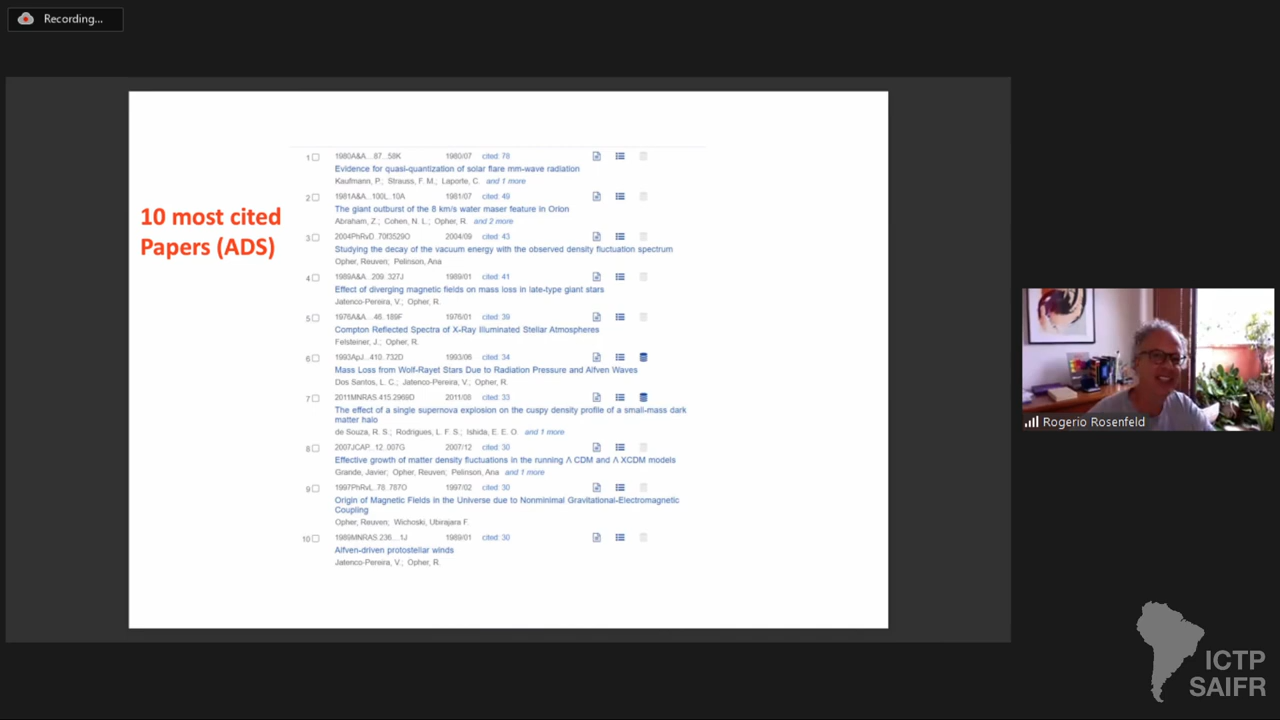 Recording...
10 most cited
Papers (ADS)
1 1980A&A...87..58K 1980/07 cited: 78
Evidence for quasi-quantization of solar flare mm-wave radiation
Kaufmann, P.; Strauss, F. M.; Laporte, C. and 1 more
2 1981A&A...100L..10A 1981/07 cited: 49
The giant outburst of the 8 km/s water maser feature in Orion
Abraham, Z.; Cohen, N. L.; Opher, R. and 2 more
3 2004PhRvD..70f3529O 2004/09 cited: 43
Studying the decay of the vacuum energy with the observed density fluctuation spectrum
Opher, Reuven; Pelinson, Ana
4 1989A&A...209..327J 1989/01 cited: 41
Effect of diverging magnetic fields on mass loss in late-type giant stars
Jatenco-Pereira, V.; Opher, R.
5 1976A&A...46..189F 1976/01 cited: 39
Compton Reflected Spectra of X-Ray Illuminated Stellar Atmospheres
Felsteiner, J.; Opher, R.
6 1993ApJ...410..732D 1993/06 cited: 34
Mass Loss from Wolf-Rayet Stars Due to Radiation Pressure and Alfven Waves
Dos Santos, L. C.; Jatenco-Pereira, V.; Opher, R.
7 2011MNRAS.415.2969D 2011/08 cited: 33
The effect of a single supernova explosion on the cuspy density profile of a small-mass dark
matter halo
de Souza, R. S.; Rodrigues, L. F. S.; Ishida, E. E. O. and 1 more
8 2007JCAP...12..007G 2007/12 cited: 30
Effective growth of matter density fluctuations in the running Λ CDM and Λ XCDM models
Grande, Javier; Opher, Reuven; Pelinson, Ana and 1 more
9 1997PhRvL..78..787O 1997/02 cited: 30
Origin of Magnetic Fields in the Universe due to Nonminimal Gravitational-Electromagnetic
Coupling
Opher, Reuven; Wichoski, Ubirajara F.
10 1989MNRAS.236....1J 1989/01 cited: 30
Alfven-driven protostellar winds
Jatenco-Pereira, V.; Opher, R.
Rogerio Rosenfeld
ICTP
SAIFR